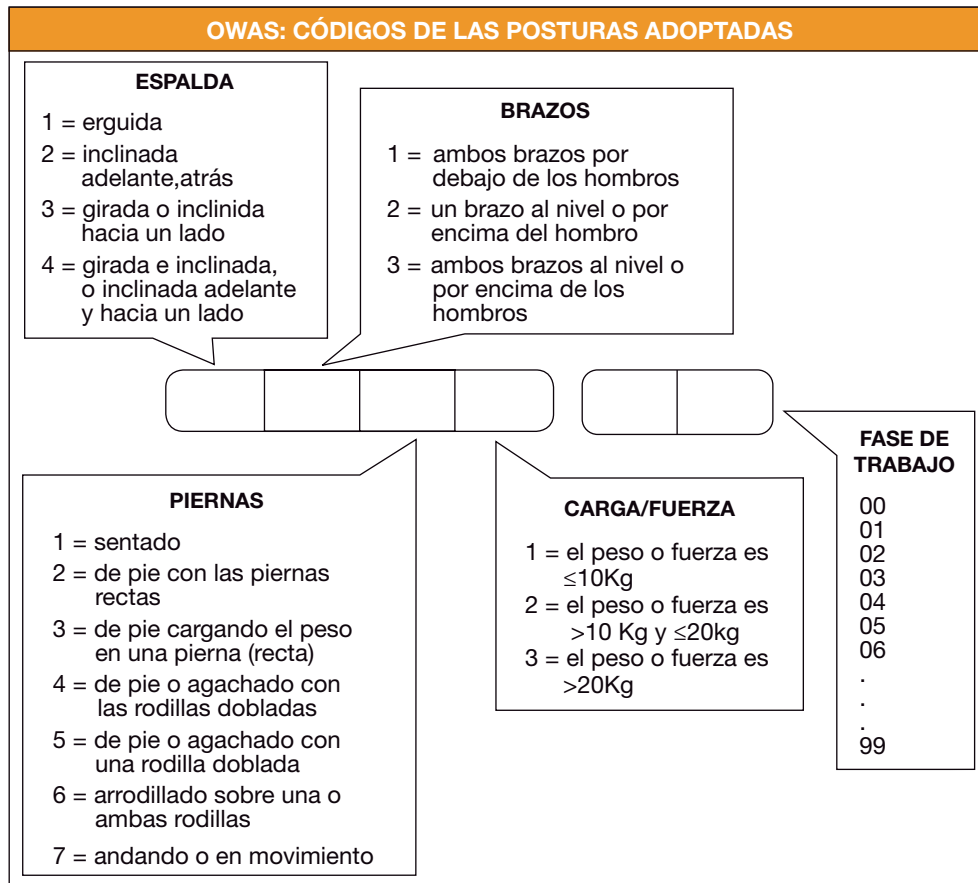 OWAS: CÓDIGOS DE LAS POSTURAS ADOPTADAS
ESPALDA
1 = erguida
2 = inclinada
adelante,atrás
3 = girada o inclinida
hacia un lado
4 = girada e inclinada,
o inclinada adelante
y hacia un lado
BRAZOS
1 = ambos brazos por
debajo de los hombros
2 = un brazo al nivel o por
encima del hombro
3 = ambos brazos al nivel o
por encima de los
hombros
PIERNAS
1 = sentado
2 = de pie con las piernas
rectas
3 = de pie cargando el peso
en una pierna (recta)
4 = de pie o agachado con
las rodillas dobladas
5 = de pie o agachado con
una rodilla doblada
6 = arrodillado sobre una o
ambas rodillas
7 = andando o en movimiento
CARGA/FUERZA
1 = el peso o fuerza es
≤10Kg
2 = el peso o fuerza es
>10 Kg y ≤20kg
3 = el peso o fuerza es
>20Kg
FASE DE
TRABAJO
00
01
02
03
04
05
06
.
.
.
99